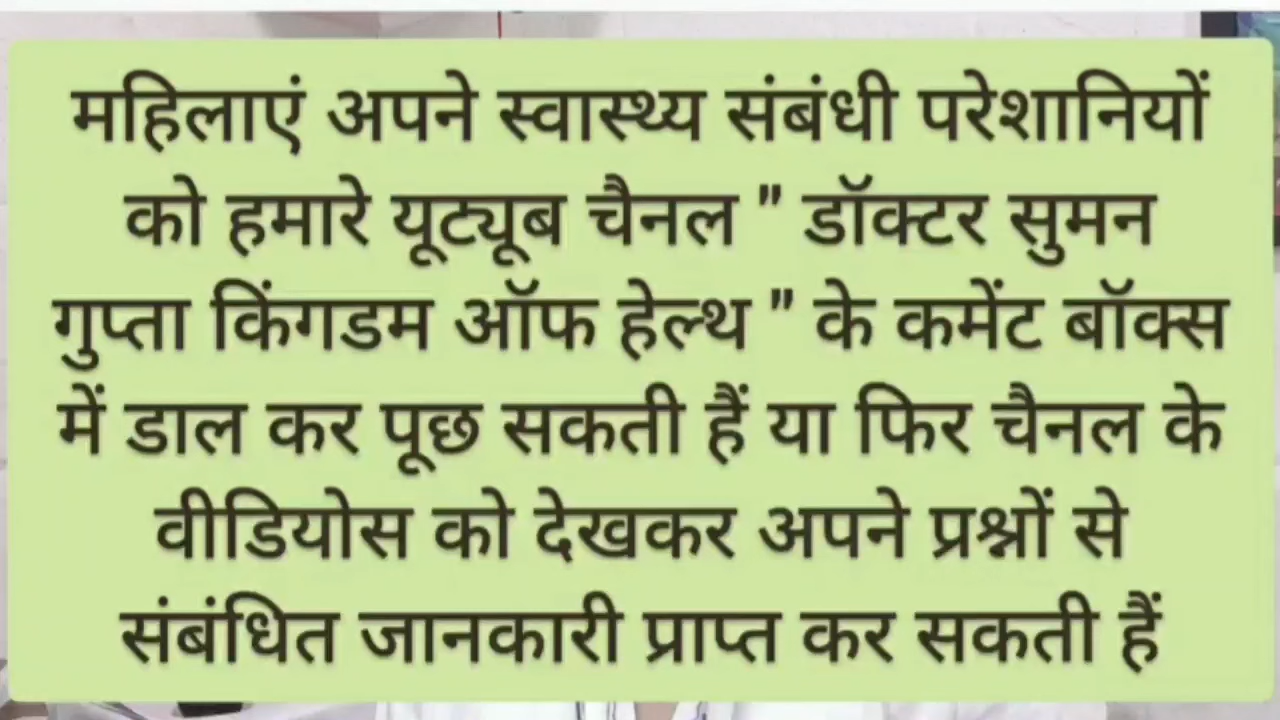 महिलाएं अपने स्वास्थ्य संबंधी परेशानियों
को हमारे यूट्यूब चैनल " डॉक्टर सुमन
गुप्ता किंगडम ऑफ हेल्थ " के कमेंट बॉक्स
में डाल कर पूछ सकती हैं या फिर चैनल के
वीडियोस को देखकर अपने प्रश्नों से
संबंधित जानकारी प्राप्त कर सकती हैं